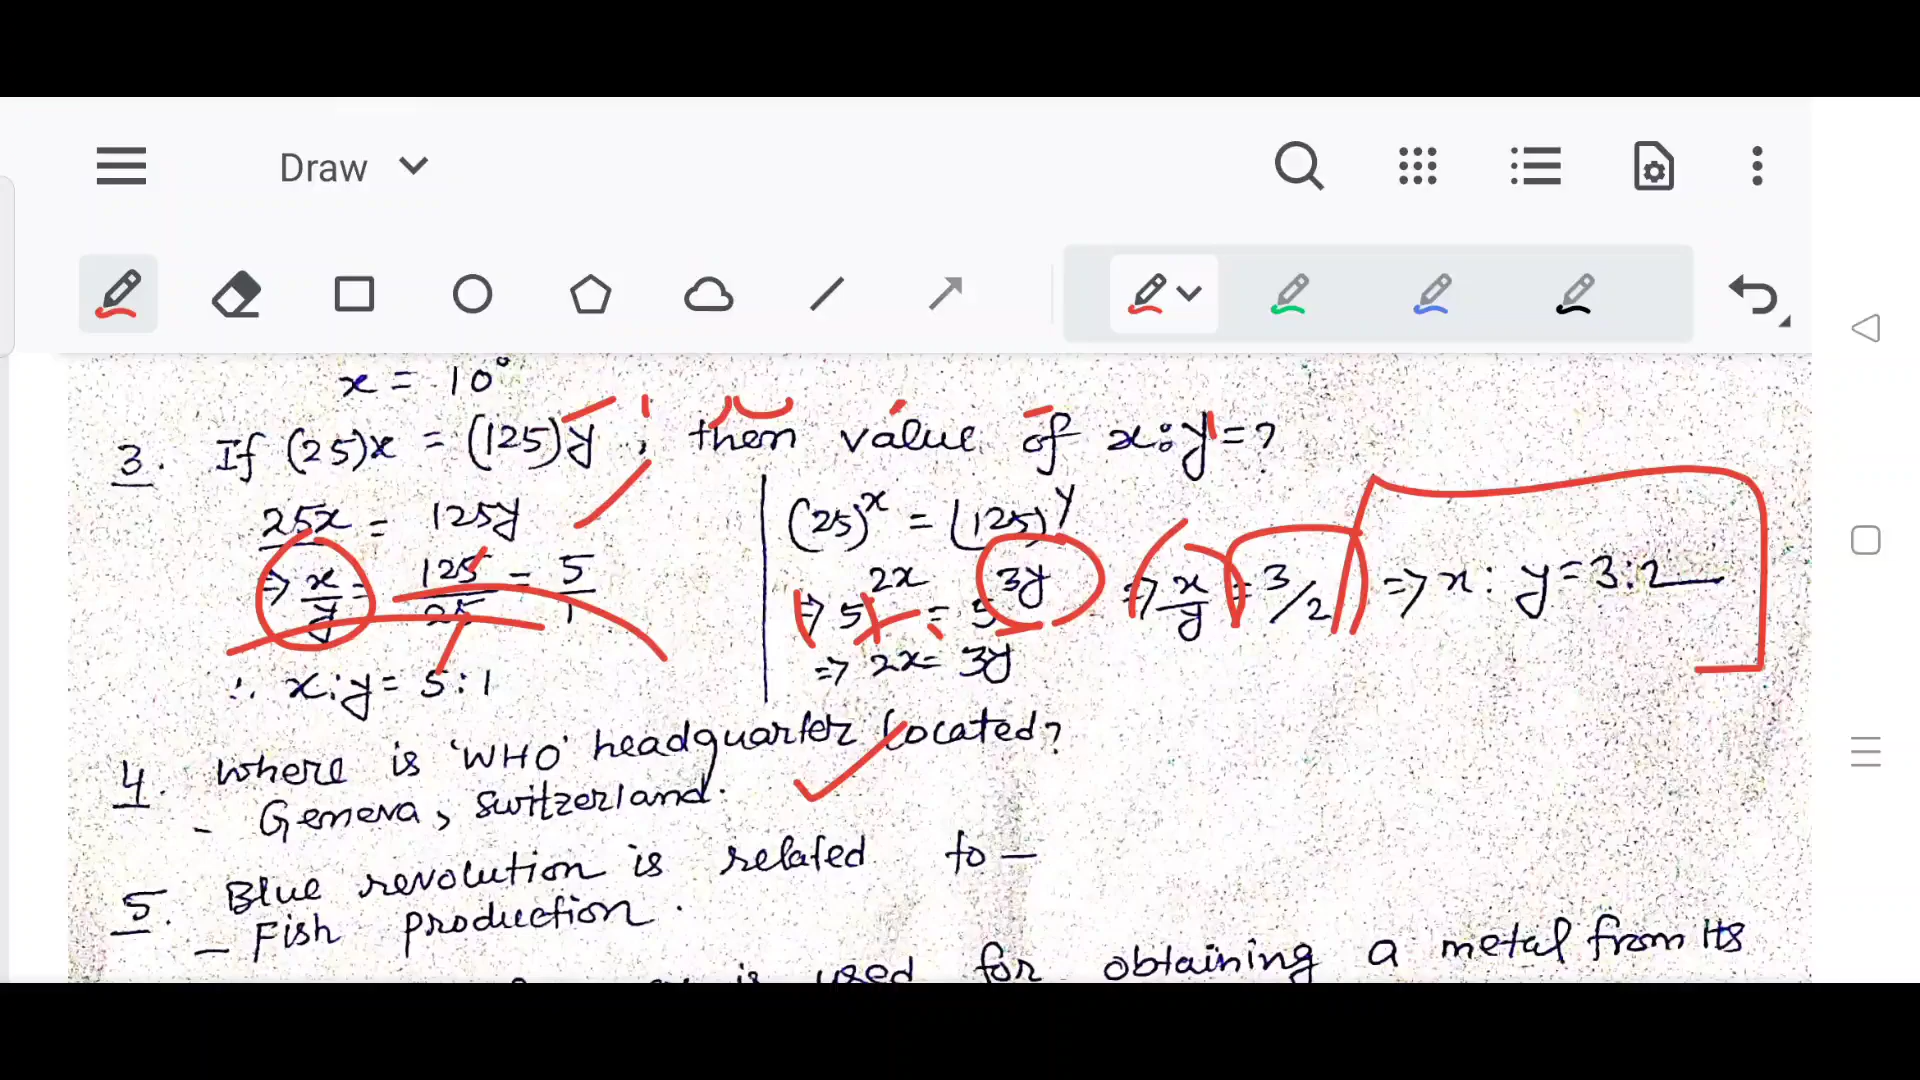 Draw
x = 10°
3. If (25)x = (125)y, then value of x:y=?
25x = 125y
⇒ x/y = 125/25 = 5/1
∴ x:y= 5:1
(25)^x = (125)^y
⇒ 5^2x = 5^3y ⇒ x/y = 3/2 ⇒ x: y=3:2
⇒ 2x= 3y
4. Where is 'WHO' headquarter located?
- Geneva, Switzerland.
5. Blue revolution is related to —
- Fish production.
is used for obtaining a metal from its